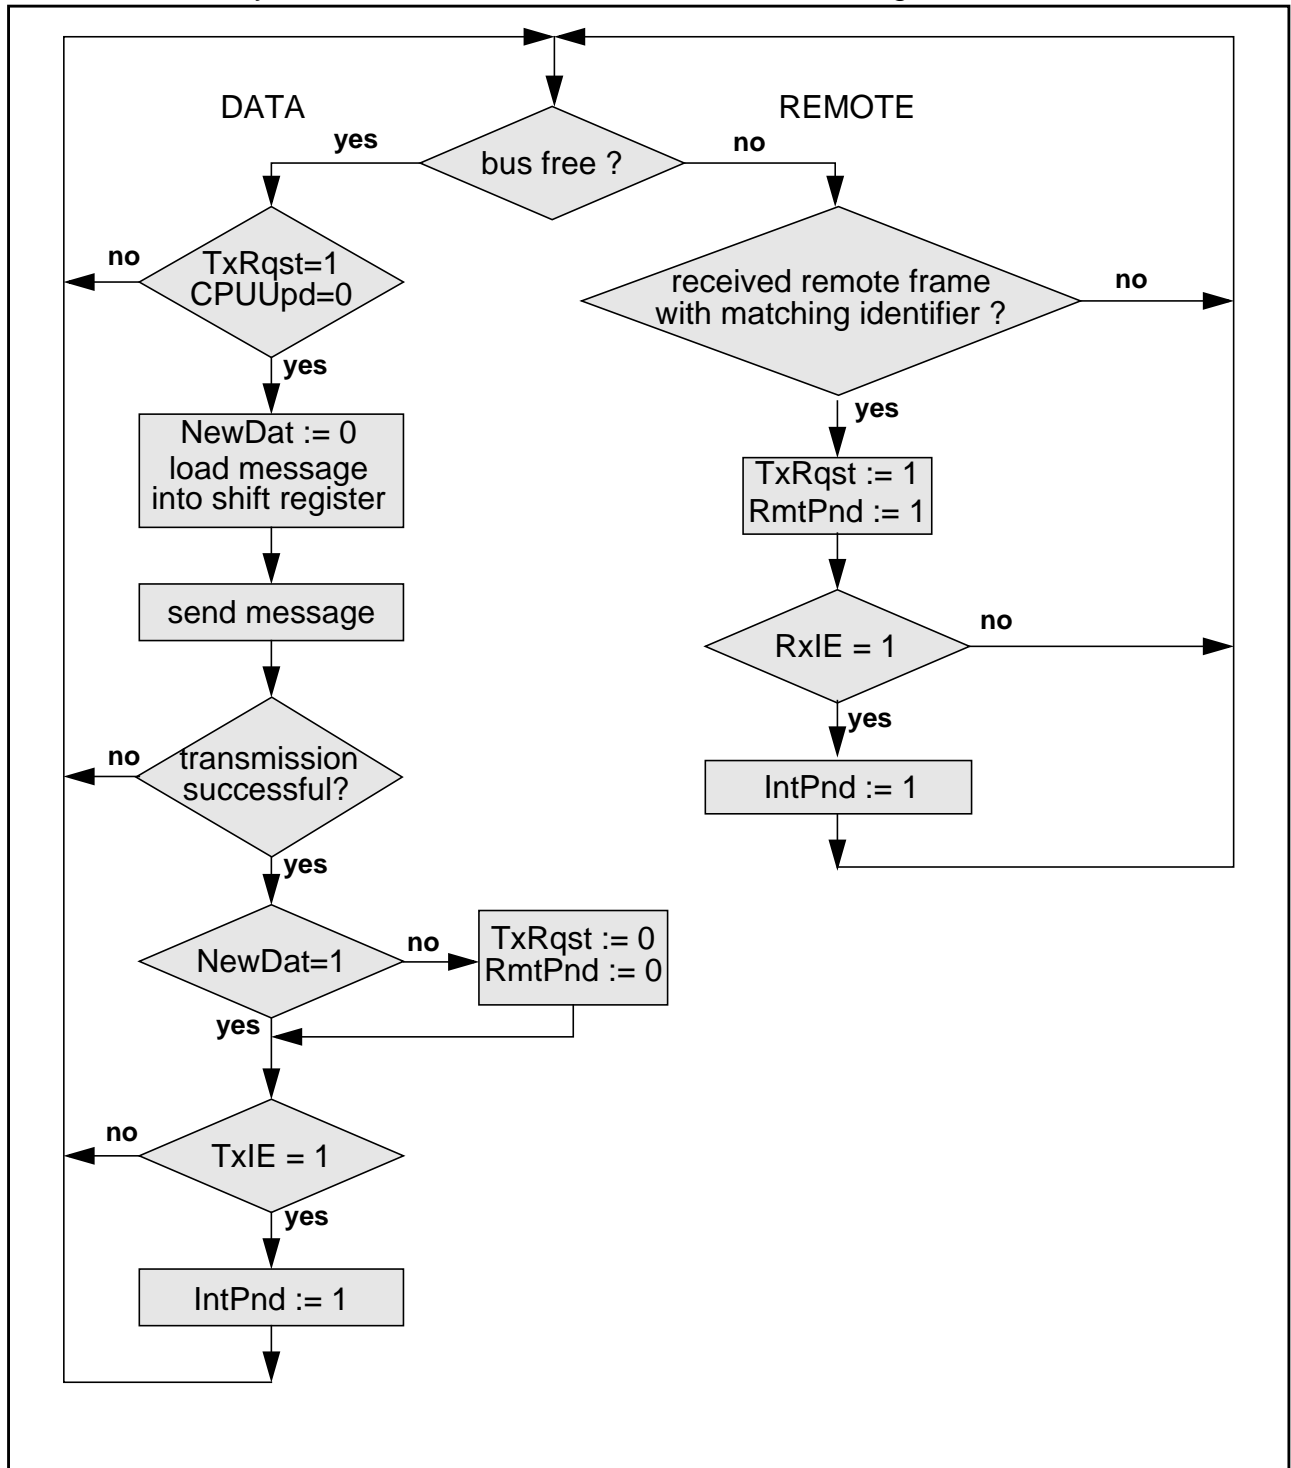 DATA
REMOTE
yes
bus free ?
no
no
TxRqst=1
CPUUpd=0
yes
received remote frame
with matching identifier ?
no
yes
NewDat := 0
load message
into shift register
TxRqst := 1
RmtPnd := 1
send message
RxIE = 1
no
yes
no
transmission
successful?
yes
IntPnd := 1
NewDat=1
no
TxRqst := 0
RmtPnd := 0
yes
no
TxIE = 1
yes
IntPnd := 1